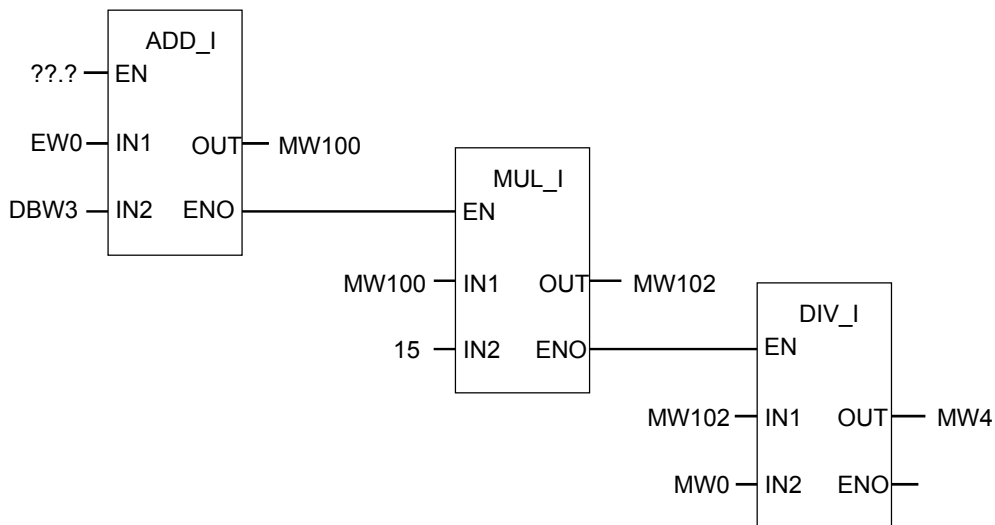 ADD_I
??.? EN
EW0 IN1 OUT MW100
DBW3 IN2 ENO
MUL_I
EN
MW100 IN1 OUT MW102
15 IN2 ENO
DIV_I
EN
MW102 IN1 OUT MW4
MW0 IN2 ENO